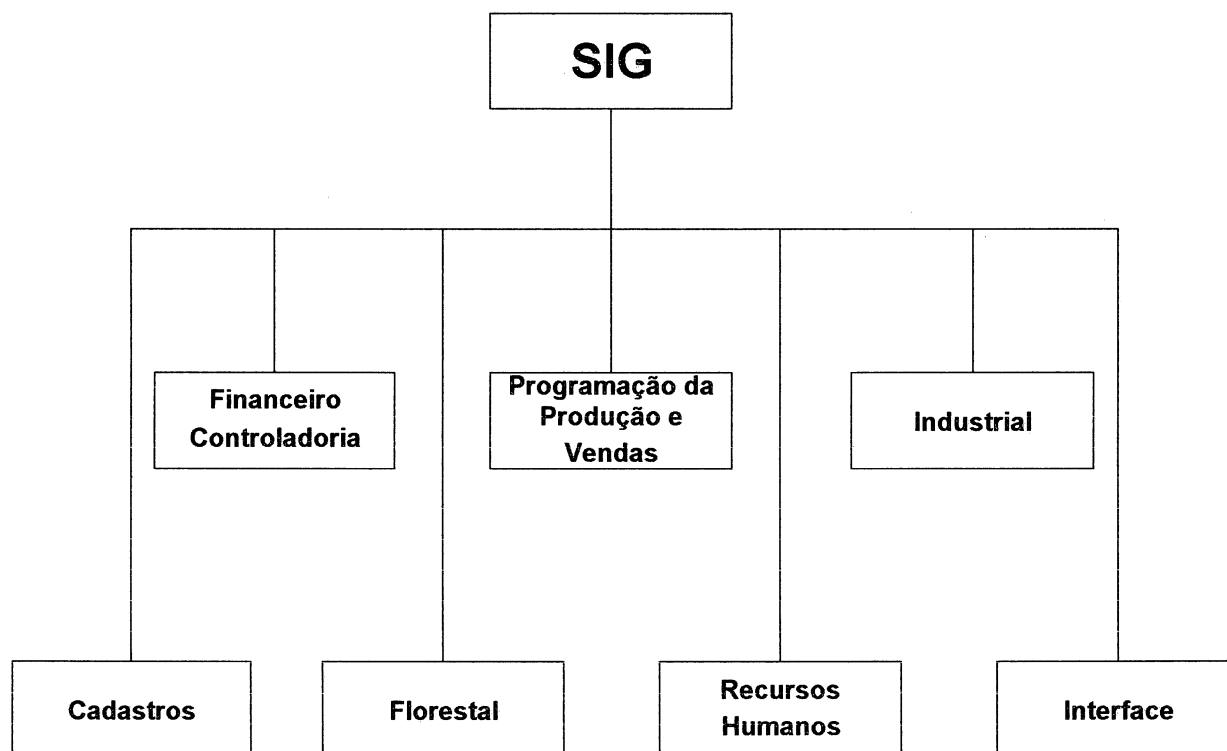 SIG
Financeiro
Controladoria
Programação da
Produção e
Vendas
Industrial
Cadastros
Florestal
Recursos
Humanos
Interface